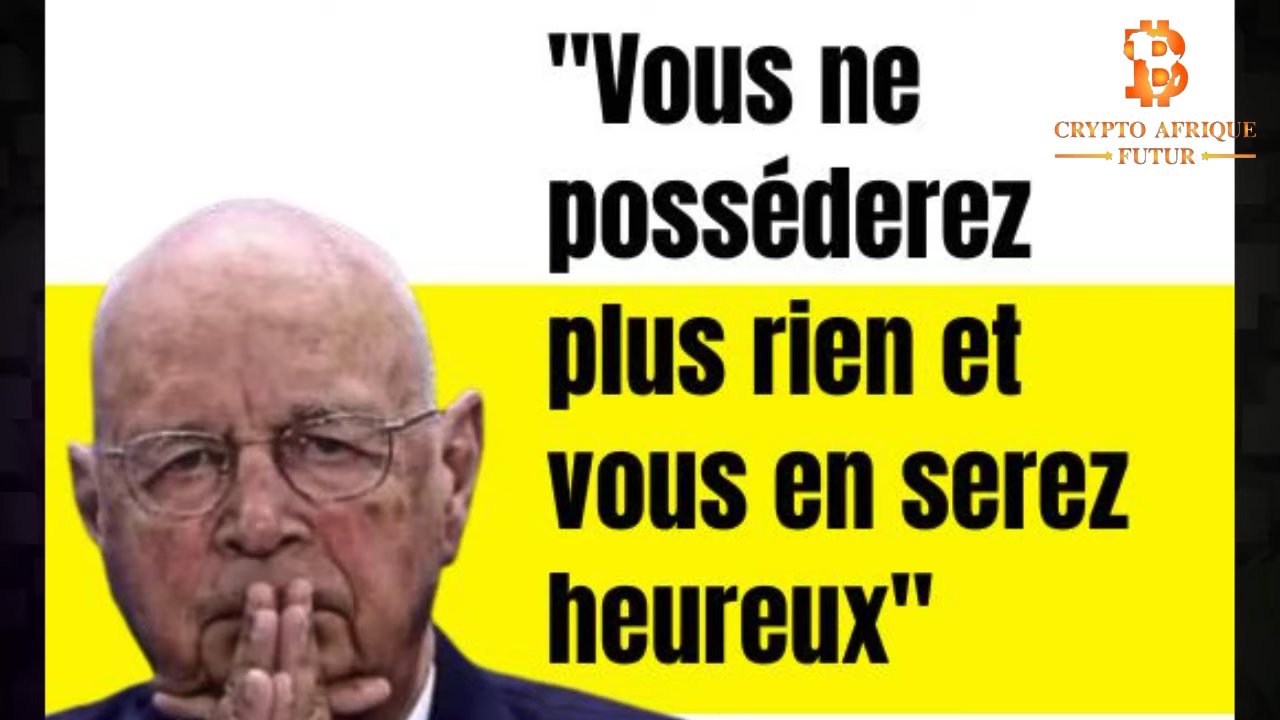 "Vous ne
posséderez
plus rien et
vous en serez
heureux"
CRYPTO AFRIQUE
FUTUR